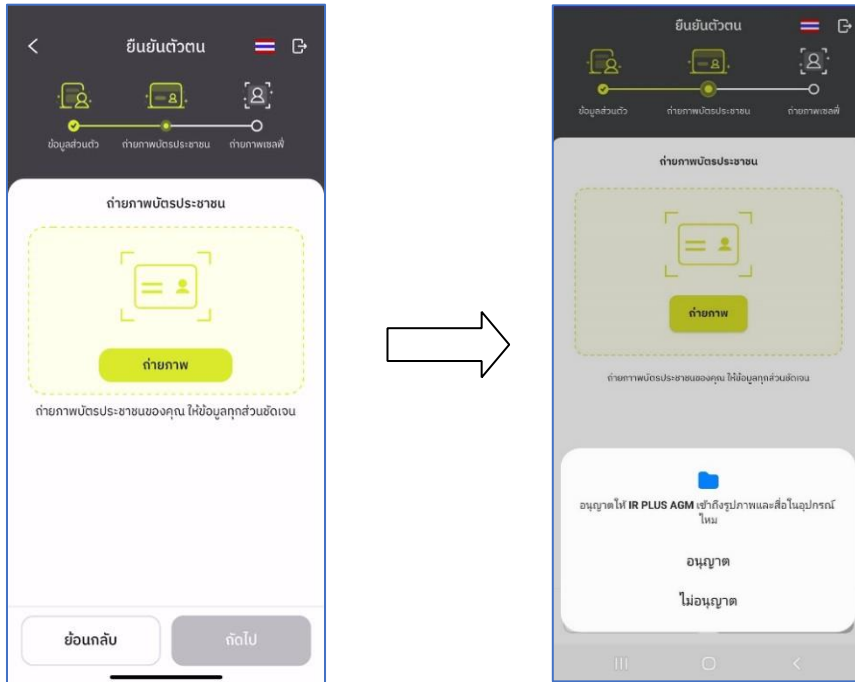 ยืนยันตัวตน
ข้อมูลส่วนตัว ถ่ายภาพบัตรประชาชน ถ่ายภาพเซลฟี่
ถ่ายภาพบัตรประชาชน
ถ่ายภาพ
ถ่ายภาพบัตรประชาชนของคุณ ให้ข้อมูลทุกส่วนชัดเจน
ย้อนกลับ ถัดไป
ยืนยันตัวตน
ข้อมูลส่วนตัว ถ่ายภาพบัตรประชาชน ถ่ายภาพเซลฟี่
ถ่ายภาพบัตรประชาชน
ถ่ายภาพ
ถ่ายภาพบัตรประชาชนของคุณ ให้ข้อมูลทุกส่วนชัดเจน
อนุญาตให้ IR PLUS AGM เข้าถึงรูปภาพและสื่อในอุปกรณ์
ไหม
อนุญาต
ไม่อนุญาต